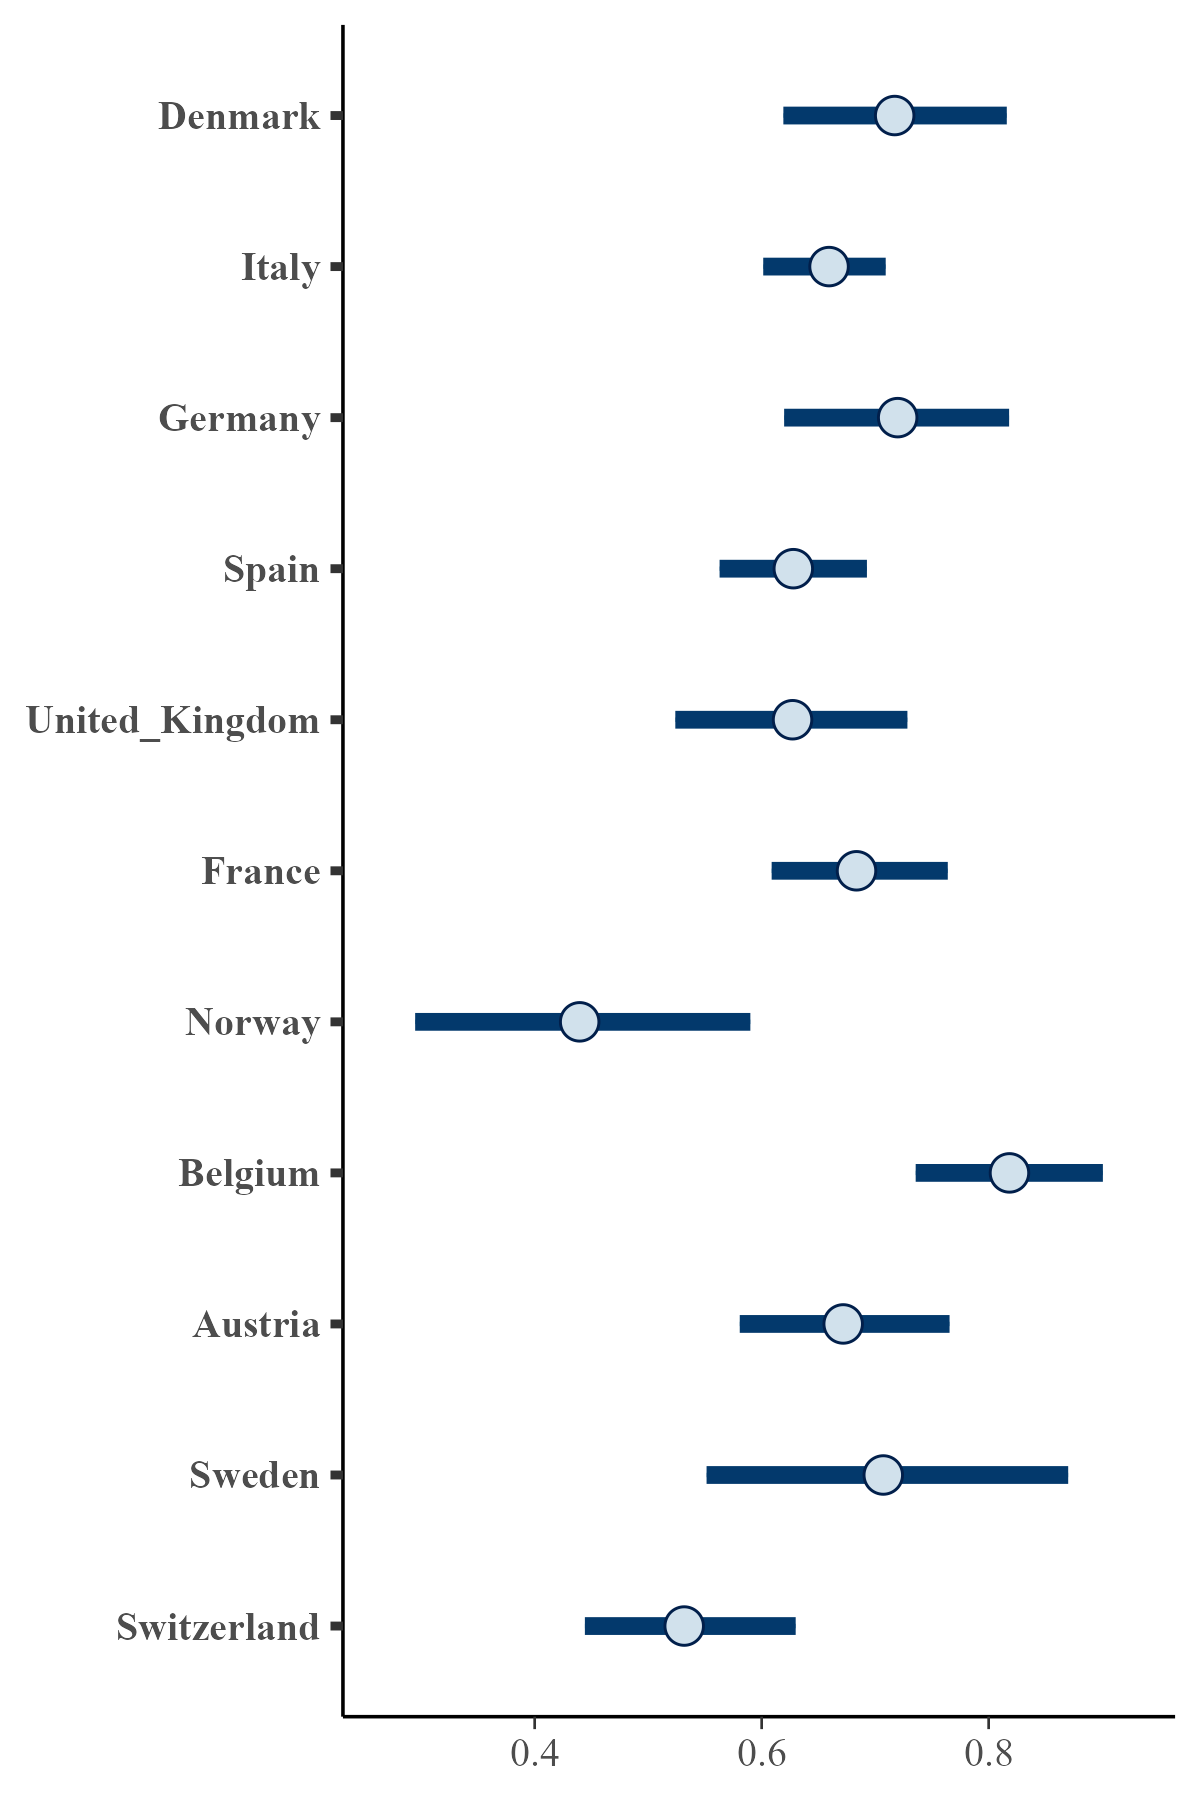 Denmark
Italy
Germany
Spain
United_Kingdom
France
Norway
Belgium
Austria
Sweden
Switzerland
0.4 0.6 0.8